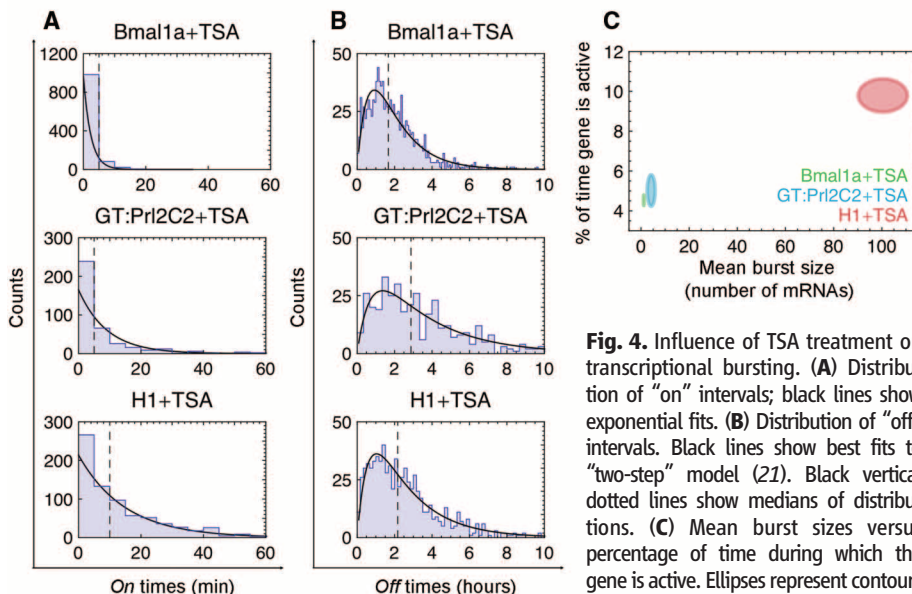 A
Bmal1a+TSA
1200
800
400
0
0 20 40 60
GT:Prl2C2+TSA
300
200
100
0
0 20 40 60
H1+TSA
300
200
100
0
0 20 40 60
Counts
On times (min)
B
Bmal1a+TSA
50
25
0
0 2 4 6 8 10
GT:Prl2C2+TSA
50
25
0
0 2 4 6 8 10
H1+TSA
50
25
0
0 2 4 6 8 10
Counts
Off times (hours)
C
12
10
8
6
4
0 20 40 60 80 100
% of time gene is active
Bmal1a+TSA
GT:Prl2C2+TSA
H1+TSA
Mean burst size
(number of mRNAs)
Fig. 4. Influence of TSA treatment o
transcriptional bursting. (A) Distribu
tion of “on” intervals; black lines show
exponential fits. (B) Distribution of “off
intervals. Black lines show best fits t
“two-step” model (21). Black vertica
dotted lines show medians of distribu
tions. (C) Mean burst sizes versu
percentage of time during which th
gene is active. Ellipses represent contour